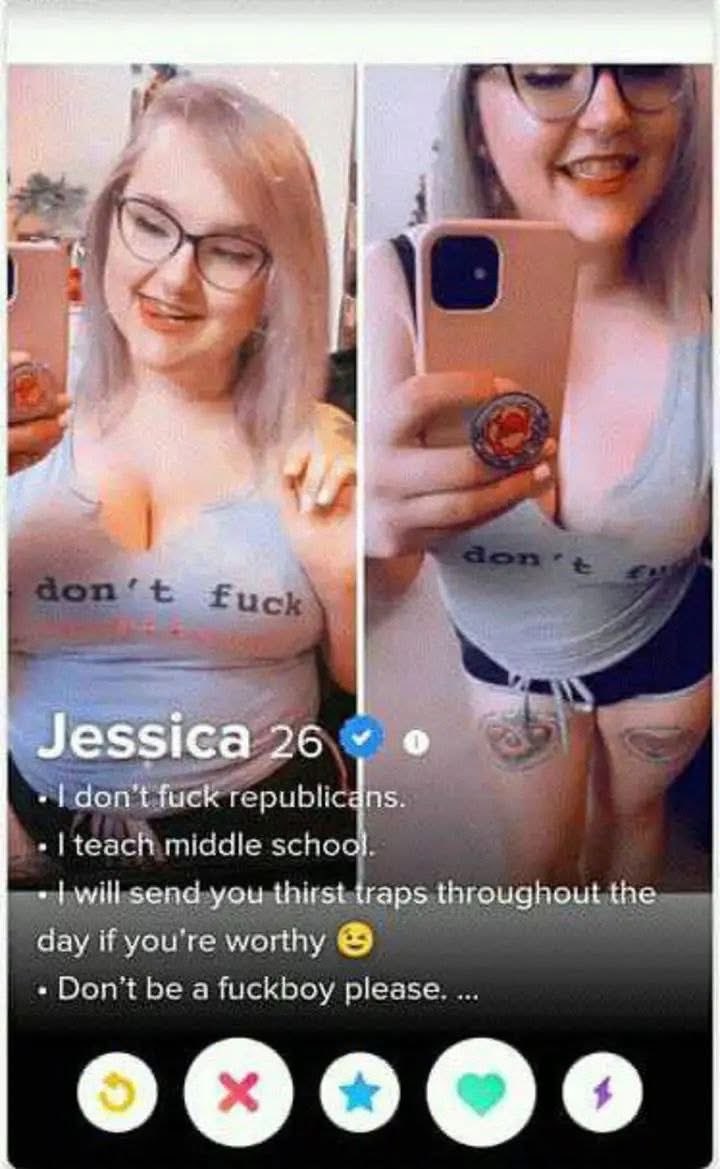 don't fuck
don't fu
Jessica 26
• I don't fuck republicans.
• I teach middle school.
• I will send you thirst traps throughout the
day if you're worthy 😉
• Don't be a fuckboy please. ...